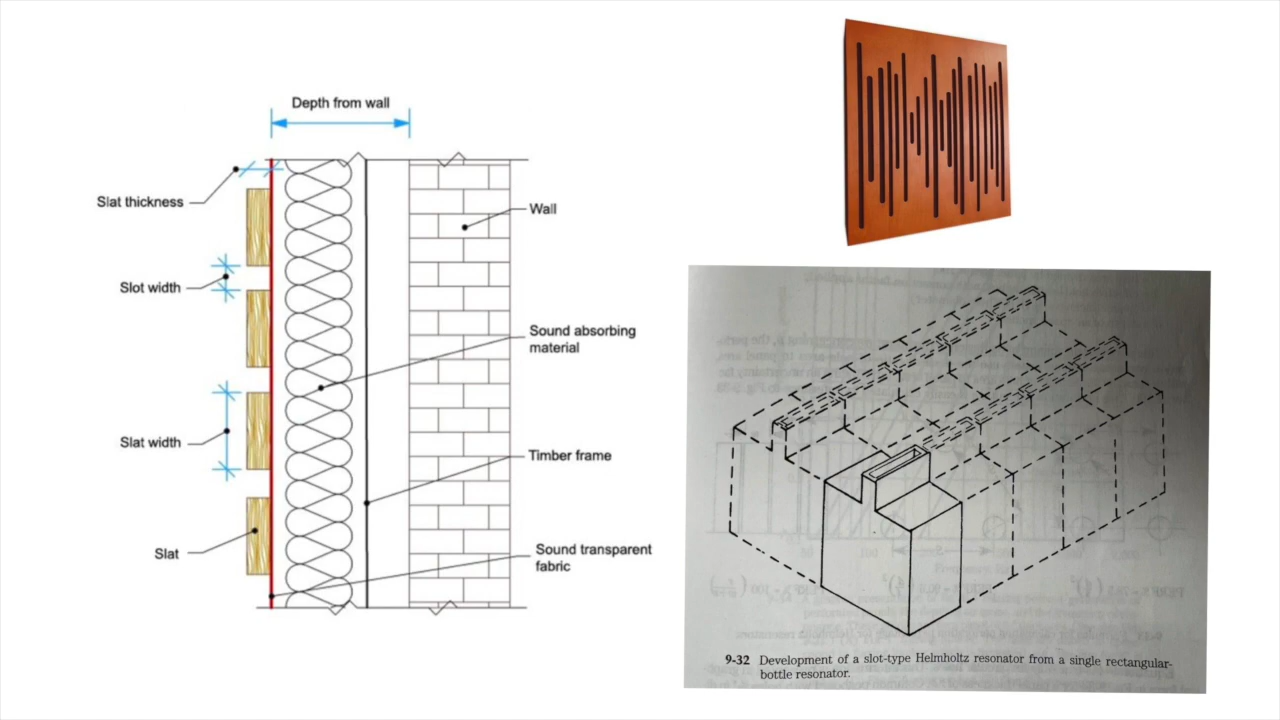 Depth from wall
Slat thickness
Wall
Slot width
Sound absorbing
material
Slat width
Timber frame
Slat
Sound transparent
fabric
9-32 Development of a slot-type Helmholtz resonator from a single rectangular-
bottle resonator.